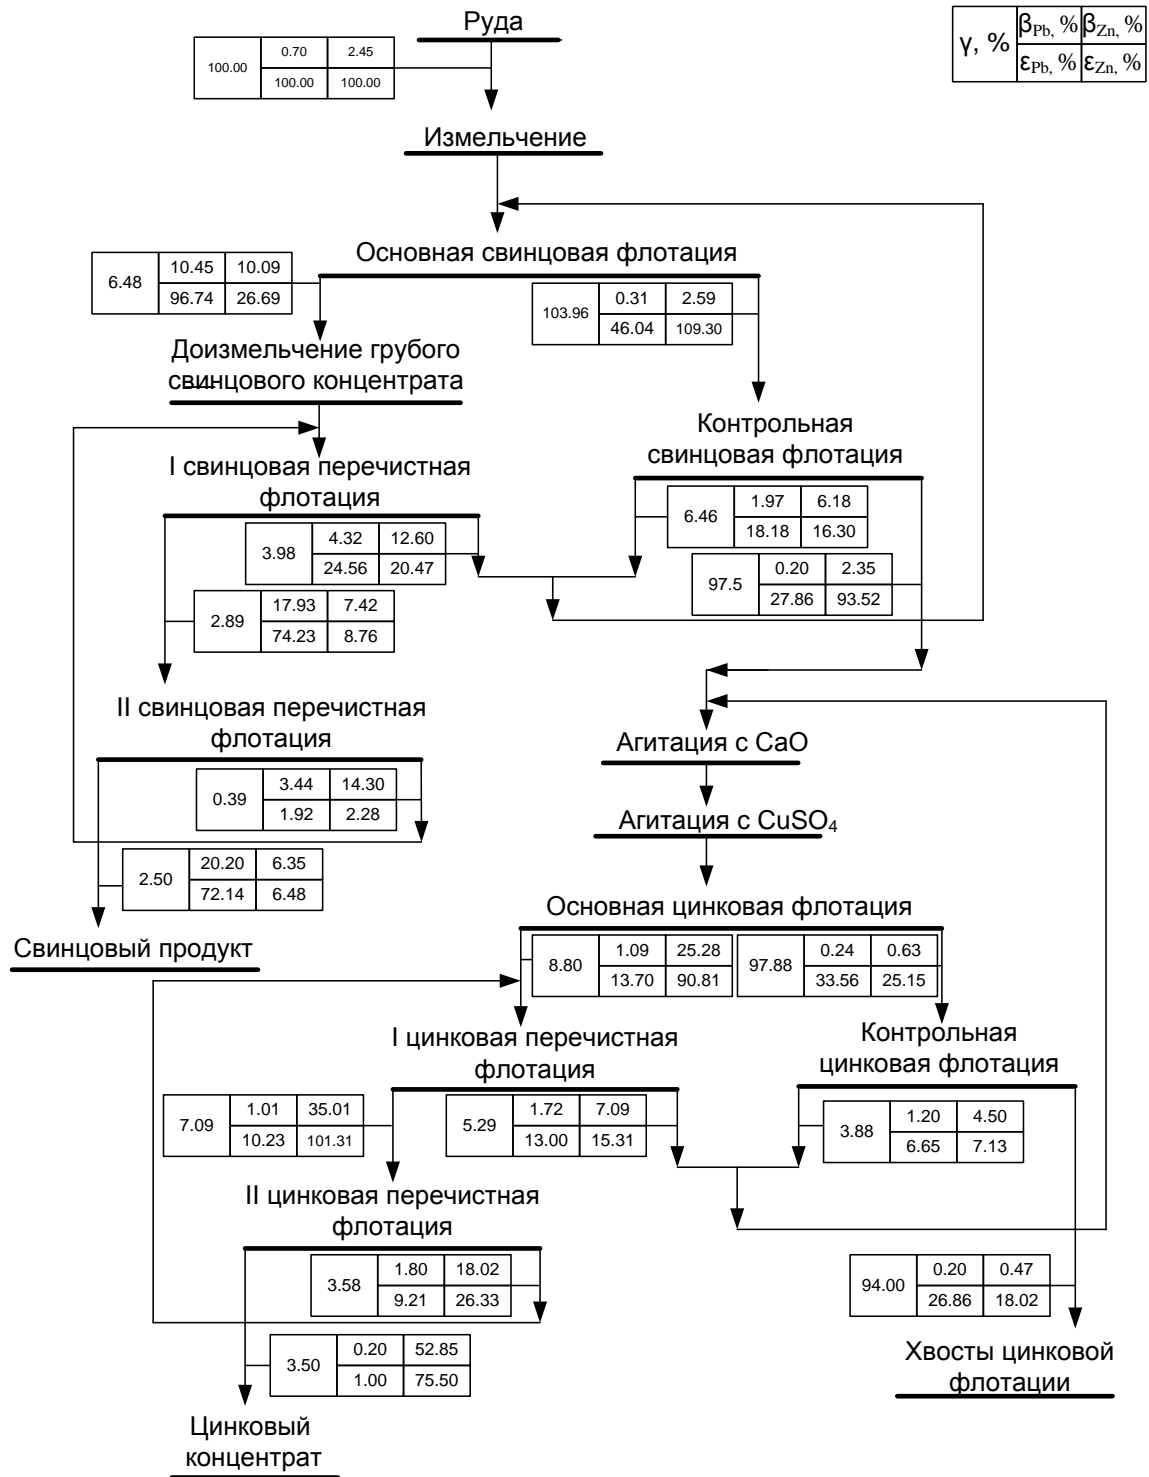 Руда
γ, %
βPb, % βZn, %
εPb, % εZn, %
100.00
0.70 2.45
100.00 100.00
Измельчение
Основная свинцовая флотация
6.48
10.45 10.09
96.74 26.69
103.96
0.31 2.59
46.04 109.30
Доизмельчение грубого
свинцового концентрата
Контрольная
свинцовая флотация
I свинцовая перечистная
флотация
6.46
1.97 6.18
18.18 16.30
3.98
4.32 12.60
24.56 20.47
97.5
0.20 2.35
27.86 93.52
2.89
17.93 7.42
74.23 8.76
II свинцовая перечистная
флотация
Агитация с CaO
0.39
3.44 14.30
1.92 2.28
Агитация с CuSO4
2.50
20.20 6.35
72.14 6.48
Основная цинковая флотация
Свинцовый продукт
8.80
1.09 25.28
13.70 90.81
97.88
0.24 0.63
33.56 25.15
I цинковая перечистная
флотация
Контрольная
цинковая флотация
7.09
1.01 35.01
10.23 101.31
5.29
1.72 7.09
13.00 15.31
3.88
1.20 4.50
6.65 7.13
II цинковая перечистная
флотация
3.58
1.80 18.02
9.21 26.33
94.00
0.20 0.47
26.86 18.02
3.50
0.20 52.85
1.00 75.50
Хвосты цинковой
флотации
Цинковый
концентрат